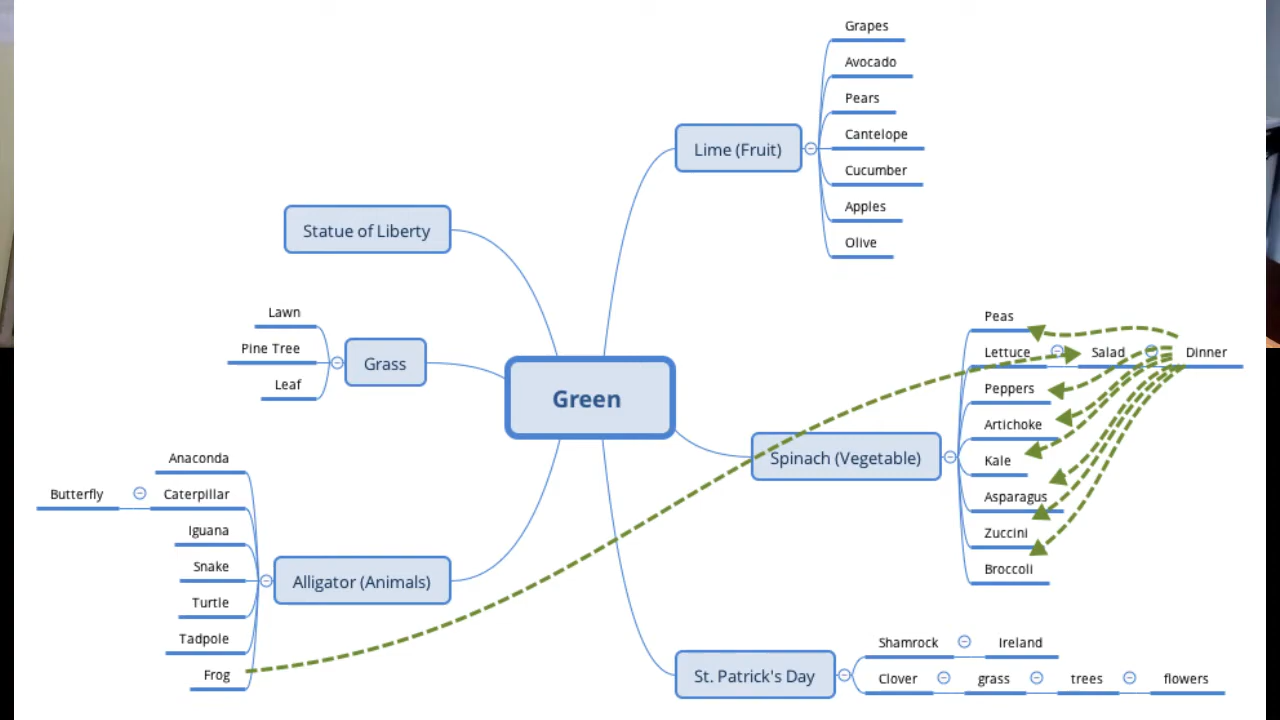 Green
Lime (Fruit)
Grapes
Avocado
Pears
Cantelope
Cucumber
Apples
Olive
Spinach (Vegetable)
Peas
Lettuce
Salad
Dinner
Peppers
Artichoke
Kale
Asparagus
Zuccini
Broccoli
St. Patrick's Day
Shamrock
Ireland
Clover
grass
trees
flowers
Statue of Liberty
Grass
Lawn
Pine Tree
Leaf
Alligator (Animals)
Anaconda
Caterpillar
Butterfly
Iguana
Snake
Turtle
Tadpole
Frog